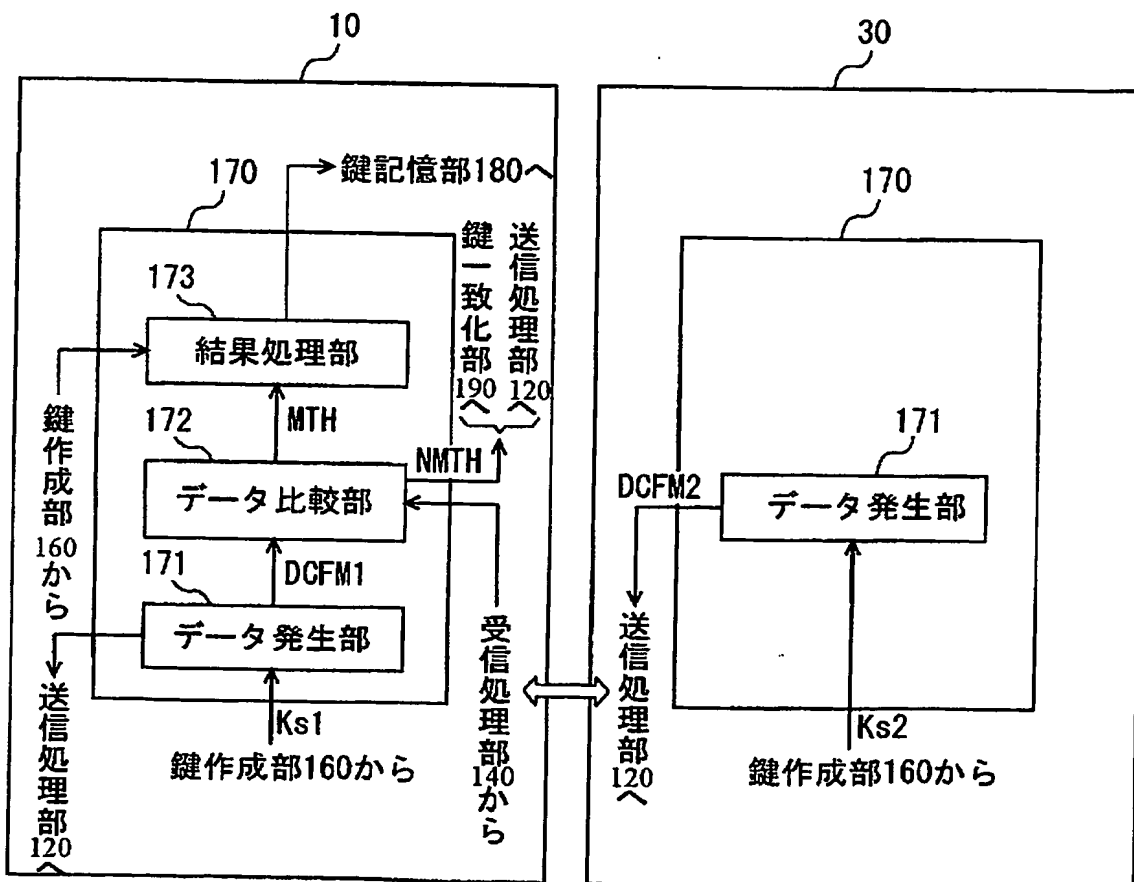 10
30
170
鍵記憶部180へ
鍵一致化部190へ
送信処理部120へ
173
結果処理部
鍵作成部160から
MTH
172
NMTH
データ比較部
171
DCFM1
データ発生部
送信処理部120へ
Ks1
鍵作成部160から
受信処理部140から
170
171
DCFM2
データ発生部
送信処理部120へ
Ks2
鍵作成部160から